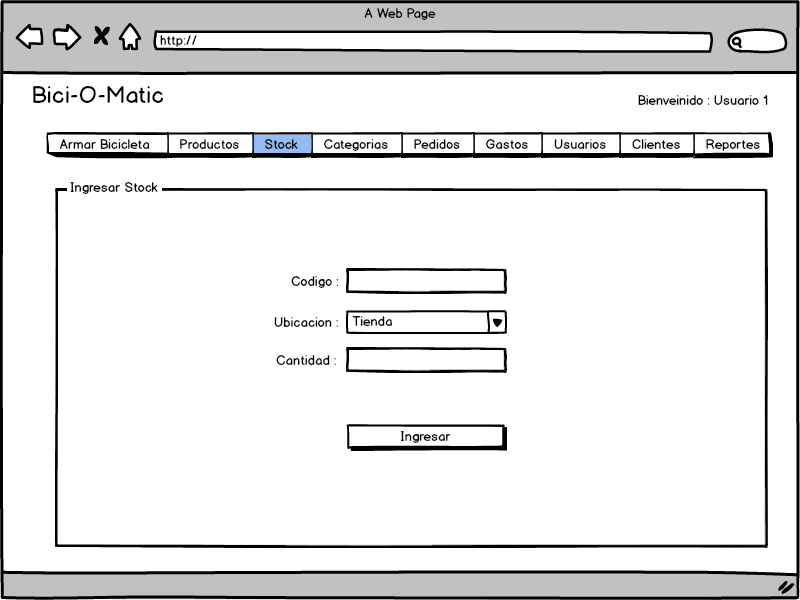 A Web Page
http://
Bici-O-Matic
Bienveinido : Usuario 1
Armar Bicicleta Productos Stock Categorias Pedidos Gastos Usuarios Clientes Reportes
Ingresar Stock
Codigo :
Ubicacion : Tienda
Cantidad :
Ingresar